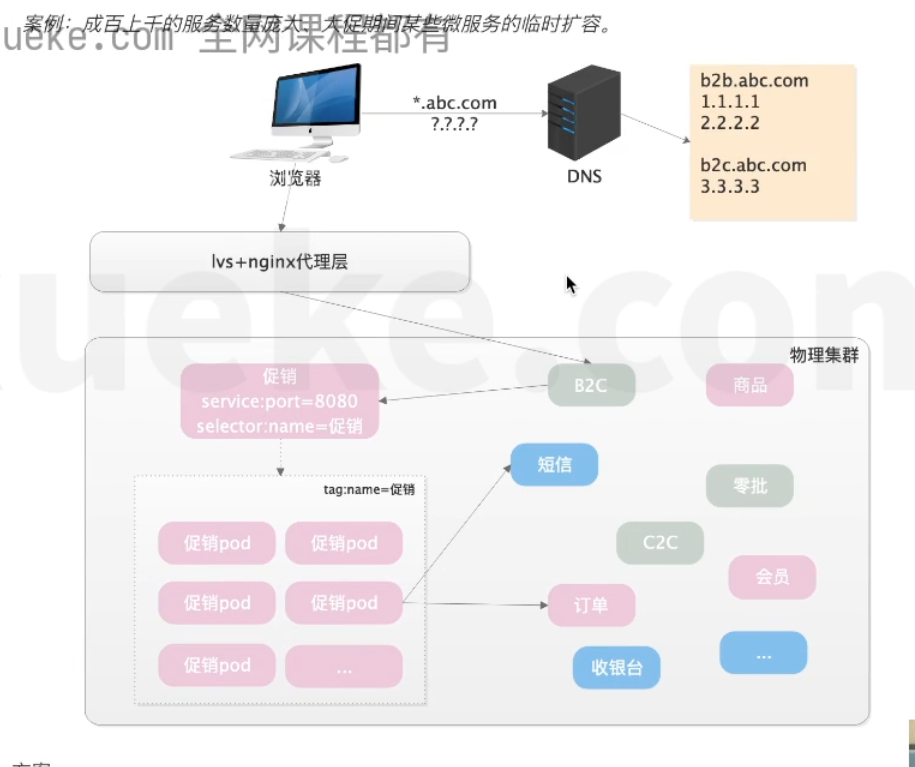 案例：成百上千的服务数量庞大、大促期间某些微服务的临时扩容。
ueke.com 全网课程都有
*.abc.com
?.?.?.?
b2b.abc.com
1.1.1.1
2.2.2.2
b2c.abc.com
3.3.3.3
浏览器
DNS
lvs+nginx代理层
物理集群
促销
service:port=8080
selector:name=促销
B2C
商品
短信
tag:name=促销
零批
促销pod
促销pod
C2C
会员
促销pod
促销pod
订单
促销pod
...
收银台
...
ueke.con